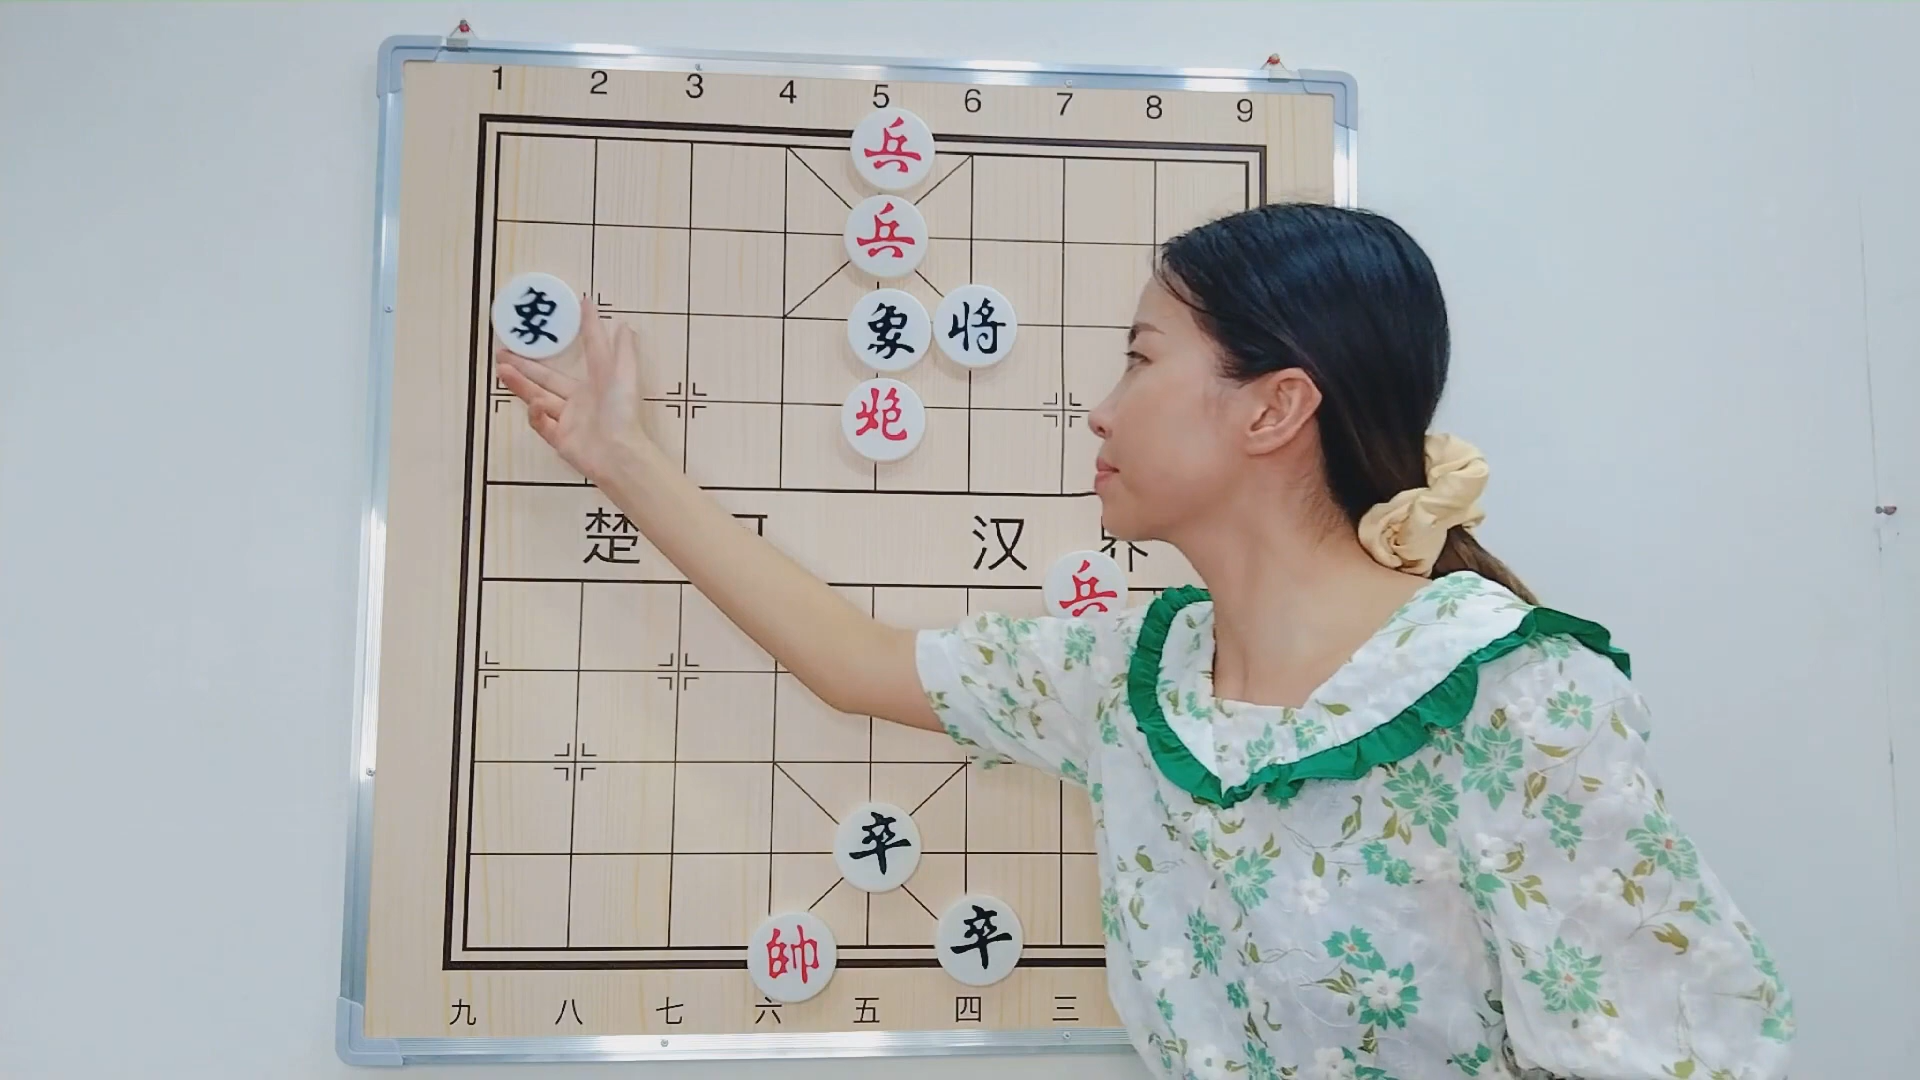 1 2 3 4 5 6 7 8 9
兵
兵
象 象 将
炮
楚 汉 界
兵
卒
帥 卒
九 八 七 六 五 四 三